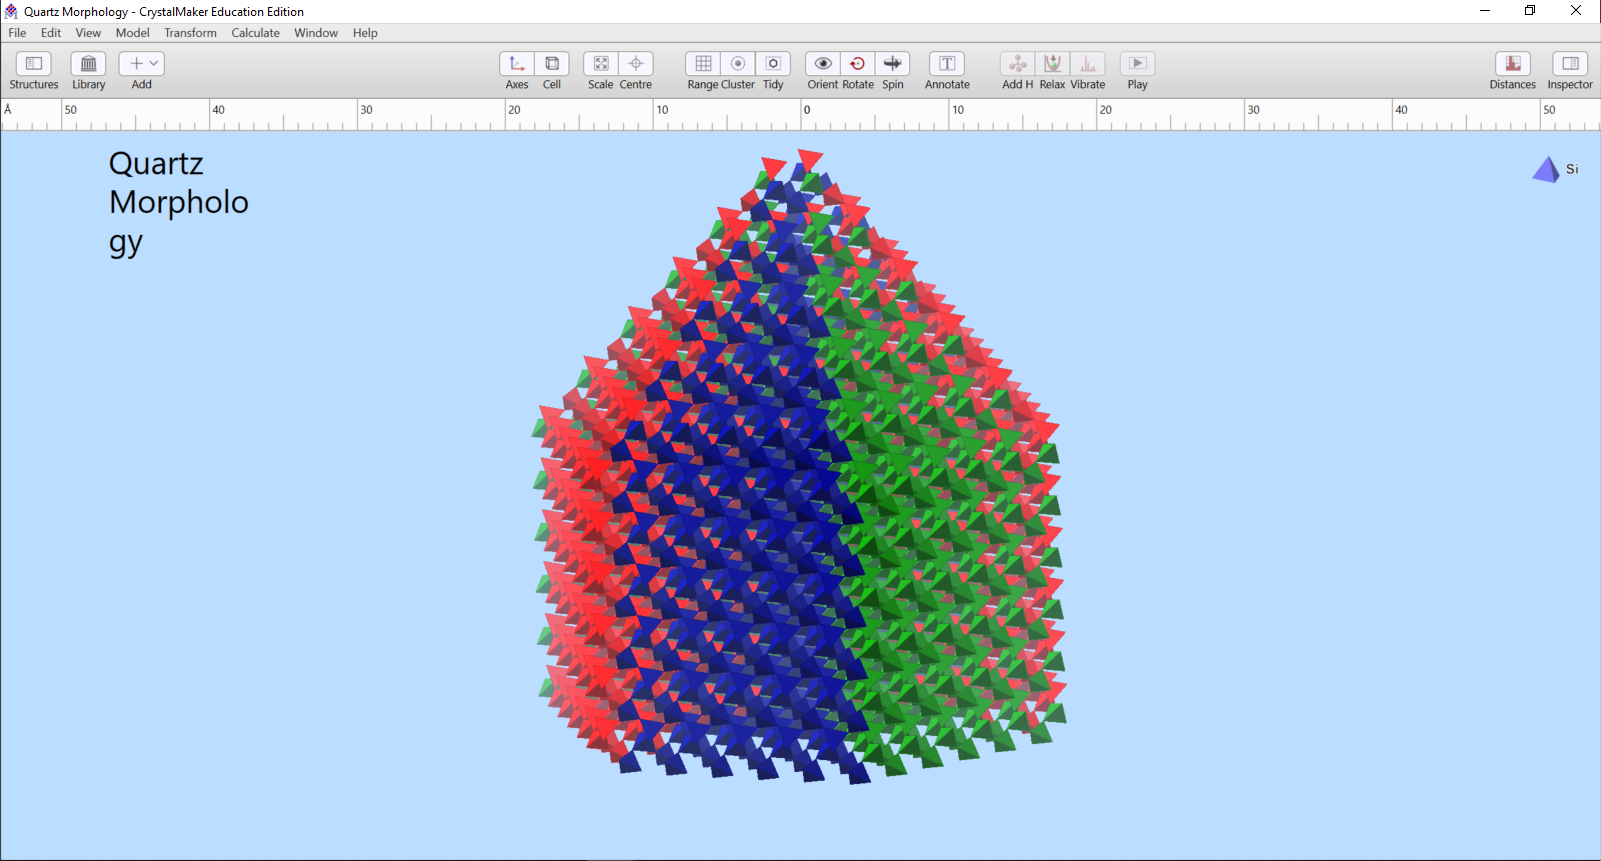 Quartz Morphology - CrystalMaker Education Edition
File Edit View Model Transform Calculate Window Help
Structures Library Add Axes Cell Scale Centre Range Cluster Tidy Orient Rotate Spin Annotate Add H Relax Vibrate Play Distances Inspector
Å 50 40 30 20 10 0 10 20 30 40 50
Quartz
Morpholo
gy
Si